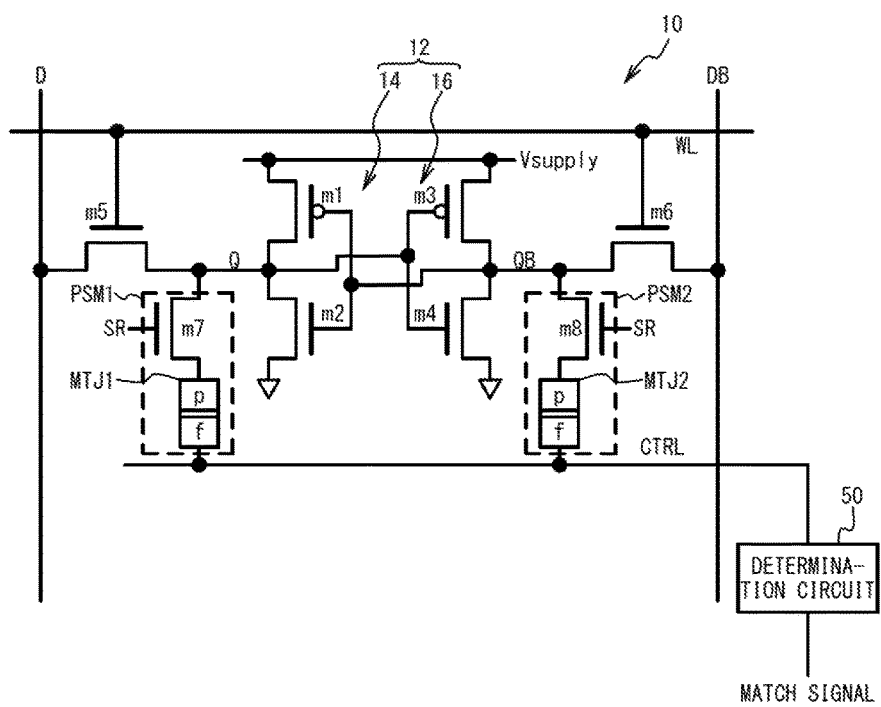 10
12
D
14
16
DB
WL
Vsupply
m1
m3
m5
m6
Q
QB
PSM1
PSM2
SR
m7
m2
m4
m8
SR
MTJ1
MTJ2
p
p
f
f
CTRL
50
DETERMINA-
TION CIRCUIT
MATCH SIGNAL